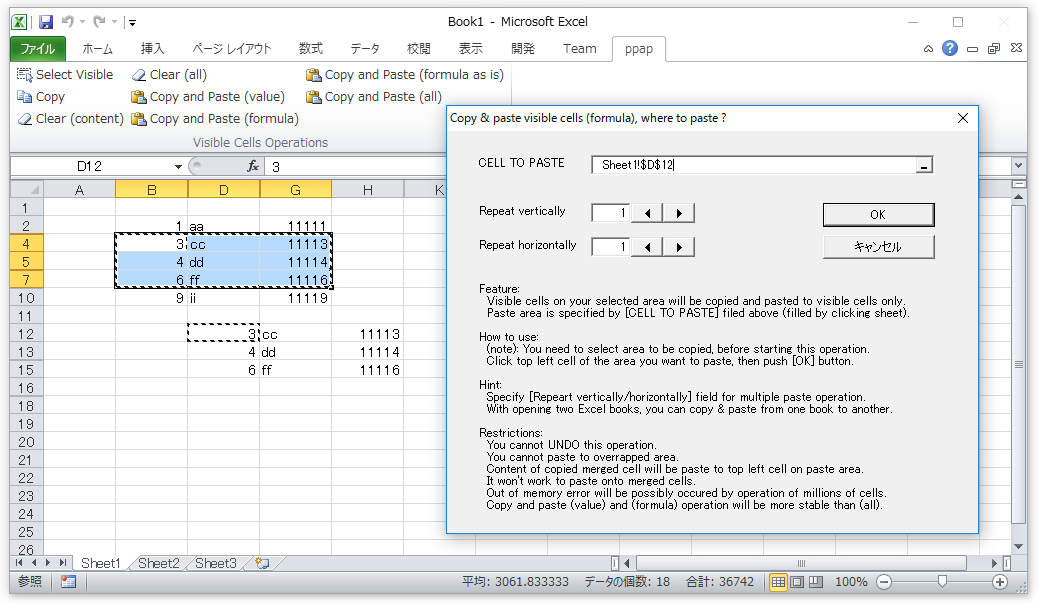 Book1 - Microsoft Excel
ファイル ホーム 挿入 ページ レイアウト 数式 データ 校閲 表示 開発 Team ppap
Select Visible Clear (all) Copy and Paste (formula as is)
Copy Copy and Paste (value) Copy and Paste (all)
Clear (content) Copy and Paste (formula)
Visible Cells Operations
D12 fx 3
A B D G H K
1
2 1 aa 11111
4 3 cc 11113
5 4 dd 11114
7 6 ff 11116
10 9 ii 11119
11
12 3 cc 11113
13 4 dd 11114
15 6 ff 11116
16
18
19
20
21
22
23
24
25
26
Sheet1 Sheet2 Sheet3
参照 平均: 3061.833333 データの個数: 18 合計: 36742 100%
Copy & paste visible cells (formula), where to paste ?
CELL TO PASTE Sheet1!$D$12
Repeat vertically 1 OK
Repeat horizontally 1 キャンセル
Feature:
Visible cells on your selected area will be copied and pasted to visible cells only.
Paste area is specified by [CELL TO PASTE] filed above (filled by clicking sheet).
How to use:
(note): You need to select area to be copied, before starting this operation.
Click top left cell of the area you want to paste, then push [OK] button.
Hint:
Specify [Repeart vertically/horizontally] field for multiple paste operation.
With opening two Excel books, you can copy & paste from one book to another.
Restrictions:
You cannot UNDO this operation.
You cannot paste to overrapped area.
Content of copied merged cell will be paste to top left cell on paste area.
It won't work to paste onto merged cells.
Out of memory error will be possibly occured by operation of millions of cells.
Copy and paste (value) and (formula) operation will be more stable than (all).